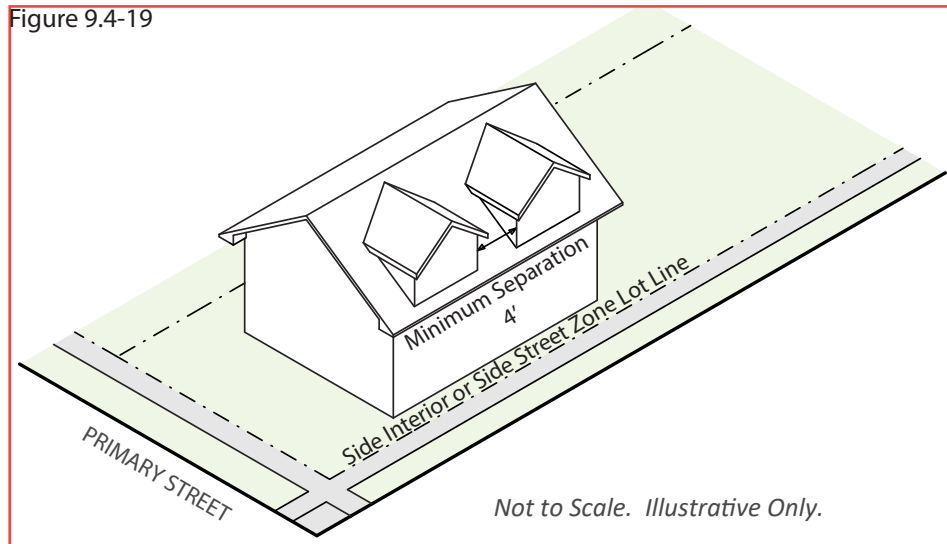 Figure 9.4-19
Minimum Separation
4'
Side Interior or Side Street Zone Lot Line
PRIMARY STREET
Not to Scale. Illustrative Only.